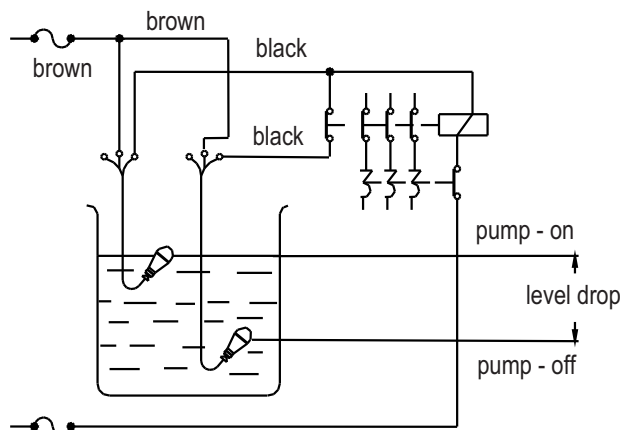 brown
brown
black
black
pump - on
level drop
pump - off